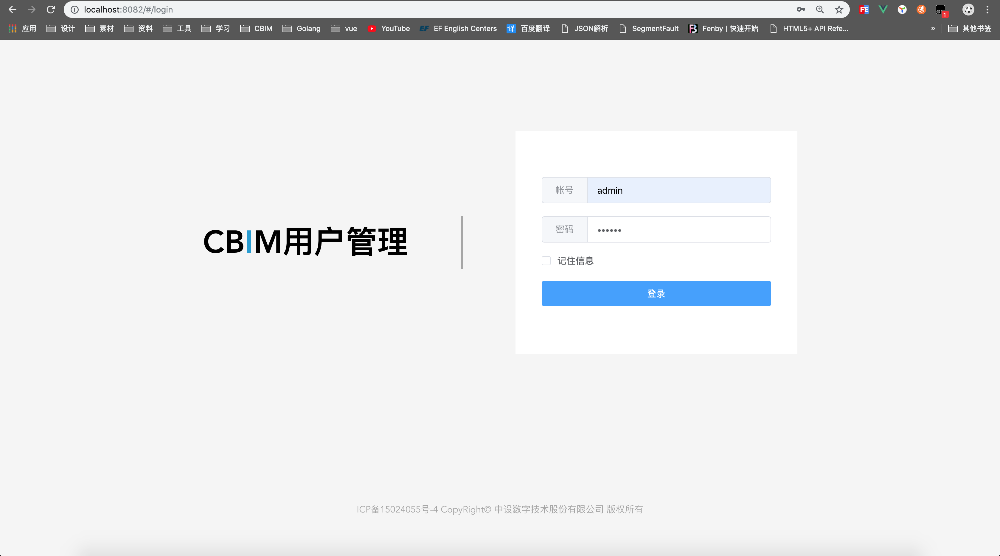 localhost:8082/#/login
应用 设计 素材 资料 工具 学习 CBIM Golang vue YouTube EF EF English Centers 译 百度翻译 JSON解析 SegmentFault Fenby | 快速开始 HTML5+ API Refe... » 其他书签
FE
1
CBIM用户管理
帐号 admin
密码 ••••••
记住信息
登录
ICP备15024055号-4 CopyRight© 中设数字技术股份有限公司 版权所有